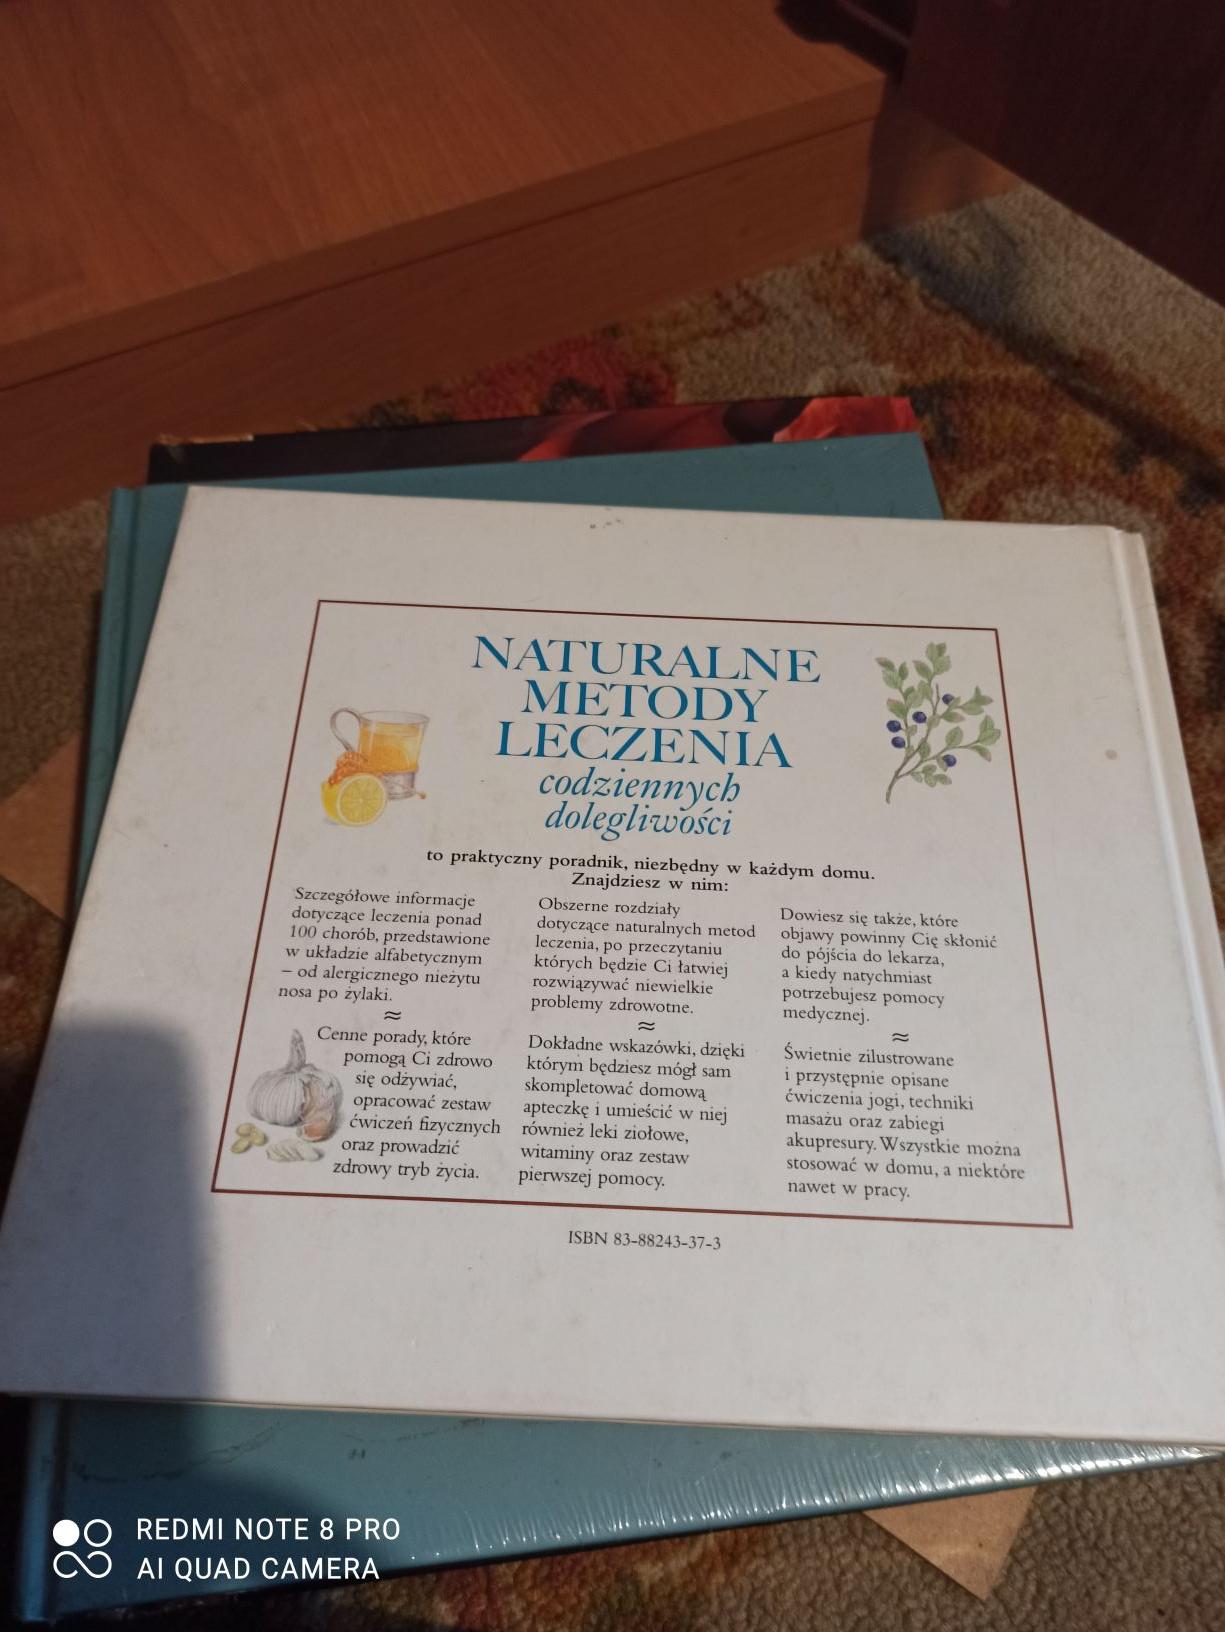 NATURALNE
METODY
LECZENIA
codziennych
dolegliwości
to praktyczny poradnik, niezbędny w każdym domu.
Znajdziesz w nim:
Szczegółowe informacje
dotyczące leczenia ponad
100 chorób, przedstawione
w układzie alfabetycznym
– od alergicznego nieżytu
nosa po żylaki.
≈
Cenne porady, które
pomogą Ci zdrowo
się odżywiać,
opracować zestaw
ćwiczeń fizycznych
oraz prowadzić
zdrowy tryb życia.
Obszerne rozdziały
dotyczące naturalnych metod
leczenia, po przeczytaniu
których będzie Ci łatwiej
rozwiązywać niewielkie
problemy zdrowotne.
≈
Dokładne wskazówki, dzięki
którym będziesz mógł sam
skompletować domową
apteczkę i umieścić w niej
również leki ziołowe,
witaminy oraz zestaw
pierwszej pomocy.
Dowiesz się także, które
objawy powinny Cię skłonić
do pójścia do lekarza,
a kiedy natychmiast
potrzebujesz pomocy
medycznej.
≈
Świetnie zilustrowane
i przystępnie opisane
ćwiczenia jogi, techniki
masażu oraz zabiegi
akupresury. Wszystkie można
stosować w domu, a niektóre
nawet w pracy.
ISBN 83-88243-37-3
REDMI NOTE 8 PRO
AI QUAD CAMERA